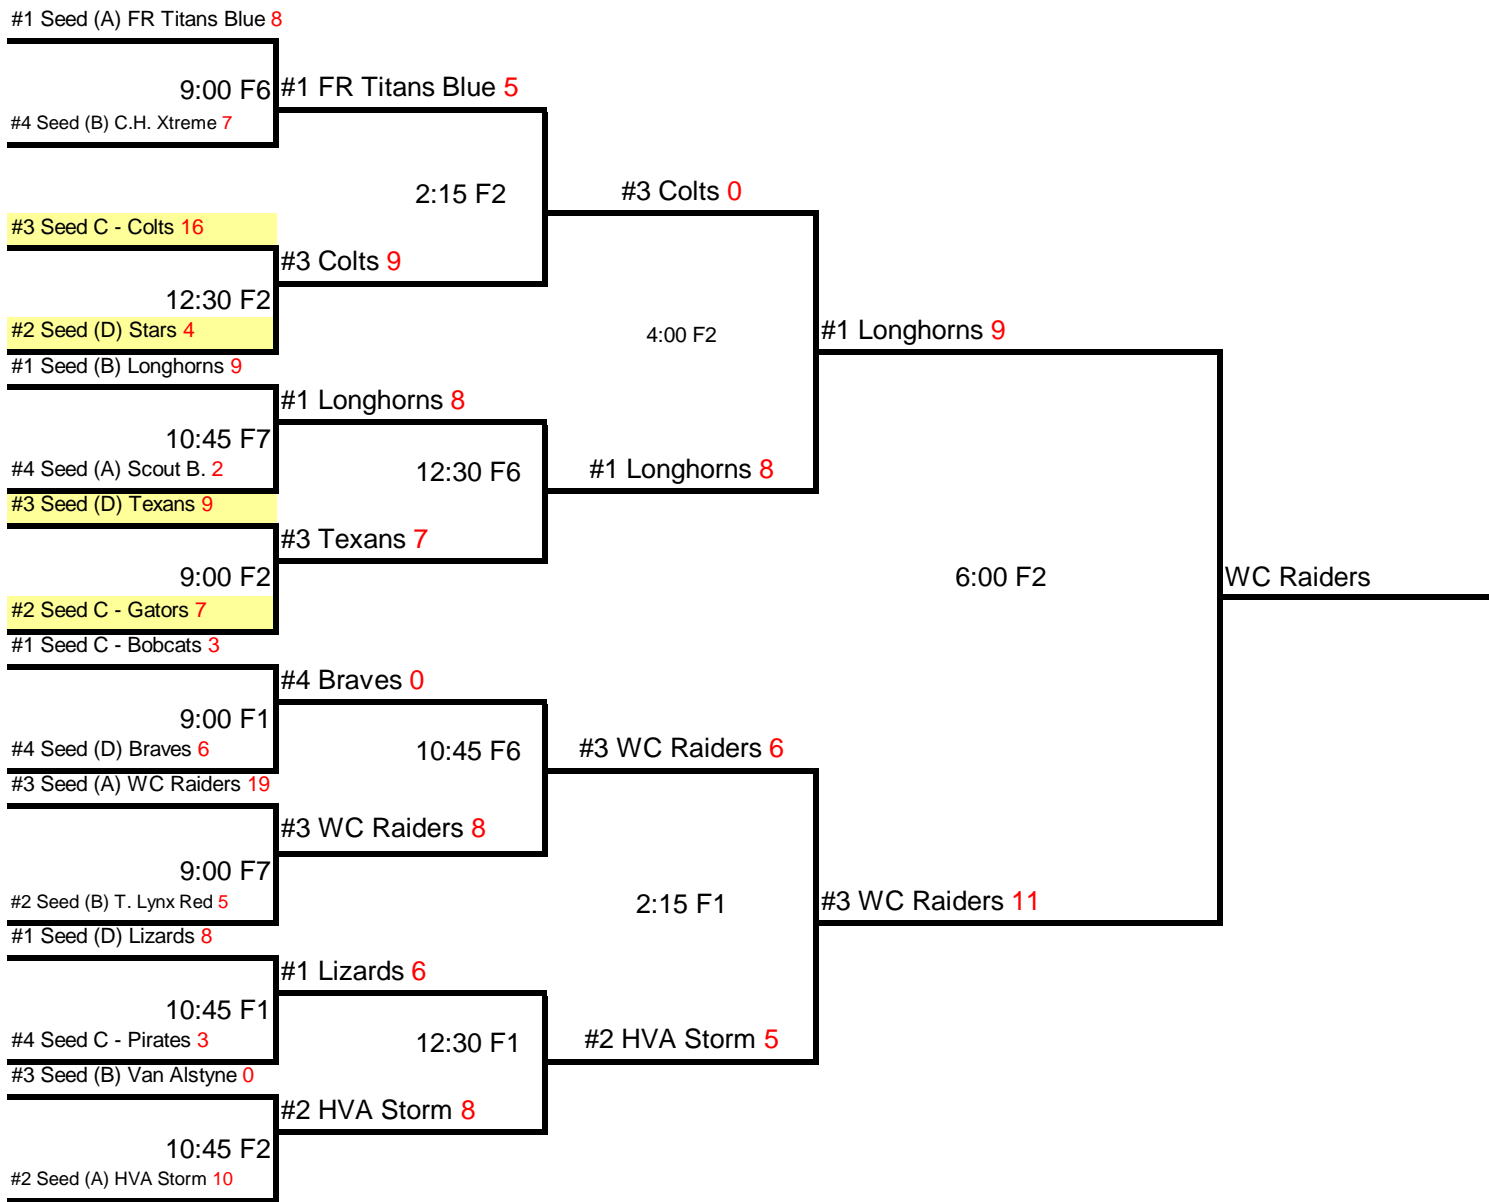 #1 Seed (A) FR Titans Blue 8
9:00 F6
#1 FR Titans Blue 5
#4 Seed (B) C.H. Xtreme 7
2:15 F2
#3 Colts 0
#3 Seed C - Colts 16
#3 Colts 9
12:30 F2
#2 Seed (D) Stars 4
4:00 F2
#1 Longhorns 9
#1 Seed (B) Longhorns 9
#1 Longhorns 8
10:45 F7
#4 Seed (A) Scout B. 2
12:30 F6
#1 Longhorns 8
#3 Seed (D) Texans 9
#3 Texans 7
9:00 F2
6:00 F2
WC Raiders
#2 Seed C - Gators 7
#1 Seed C - Bobcats 3
#4 Braves 0
9:00 F1
#4 Seed (D) Braves 6
10:45 F6
#3 WC Raiders 6
#3 Seed (A) WC Raiders 19
#3 WC Raiders 8
9:00 F7
#2 Seed (B) T. Lynx Red 5
2:15 F1
#3 WC Raiders 11
#1 Seed (D) Lizards 8
#1 Lizards 6
10:45 F1
#4 Seed C - Pirates 3
12:30 F1
#2 HVA Storm 5
#3 Seed (B) Van Alstyne 0
#2 HVA Storm 8
10:45 F2
#2 Seed (A) HVA Storm 10